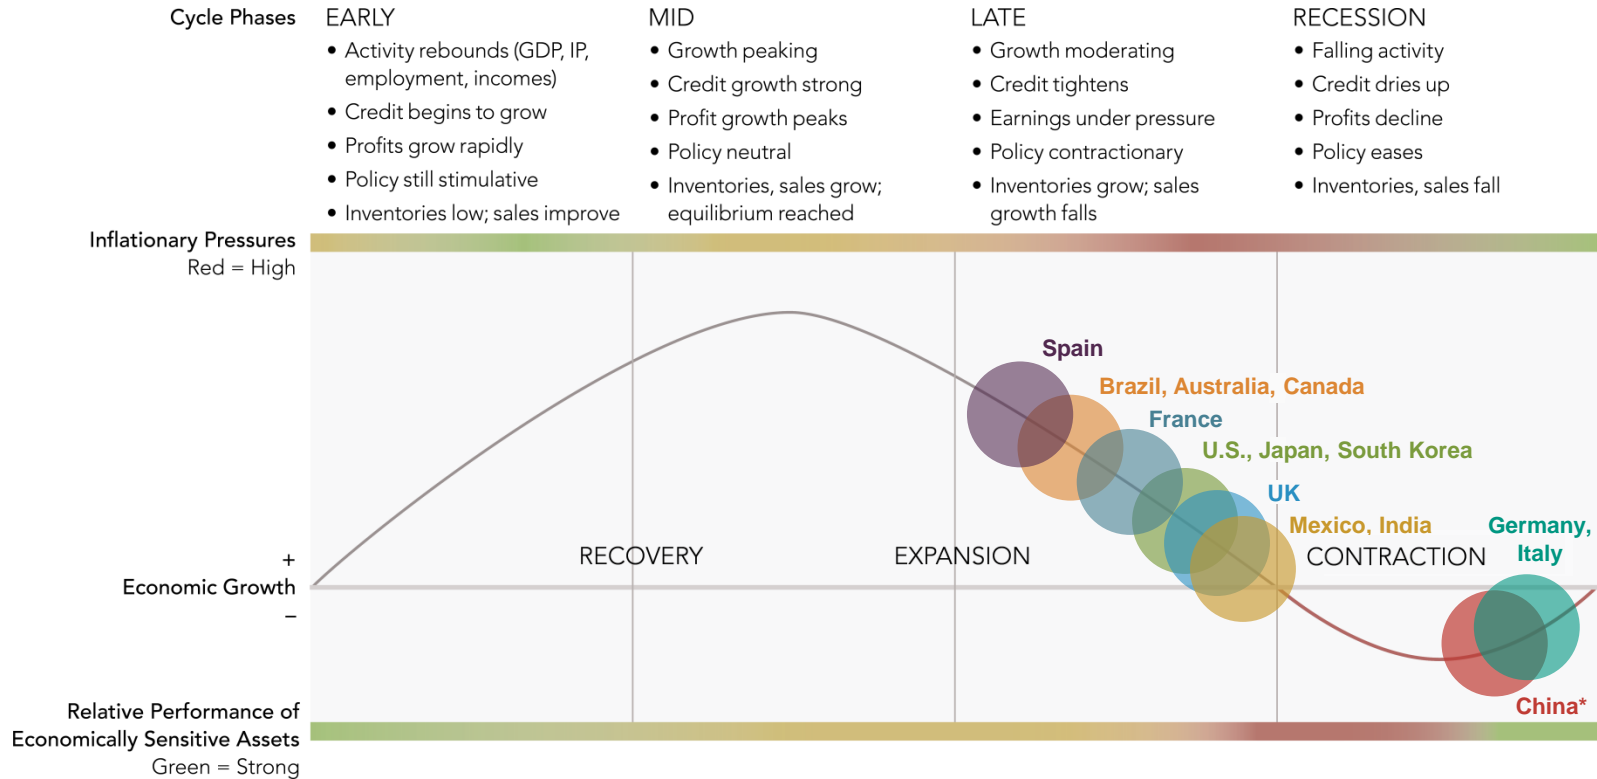 Cycle Phases
EARLY
• Activity rebounds (GDP, IP,
employment, incomes)
• Credit begins to grow
• Profits grow rapidly
• Policy still stimulative
• Inventories low; sales improve
MID
• Growth peaking
• Credit growth strong
• Profit growth peaks
• Policy neutral
• Inventories, sales grow;
equilibrium reached
LATE
• Growth moderating
• Credit tightens
• Earnings under pressure
• Policy contractionary
• Inventories grow; sales
growth falls
RECESSION
• Falling activity
• Credit dries up
• Profits decline
• Policy eases
• Inventories, sales fall
Inflationary Pressures
Red = High
Spain
Brazil, Australia, Canada
France
U.S., Japan, South Korea
UK
Mexico, India
Germany,
Italy
RECOVERY
EXPANSION
CONTRACTION
+
Economic Growth
–
China*
Relative Performance of
Economically Sensitive Assets
Green = Strong